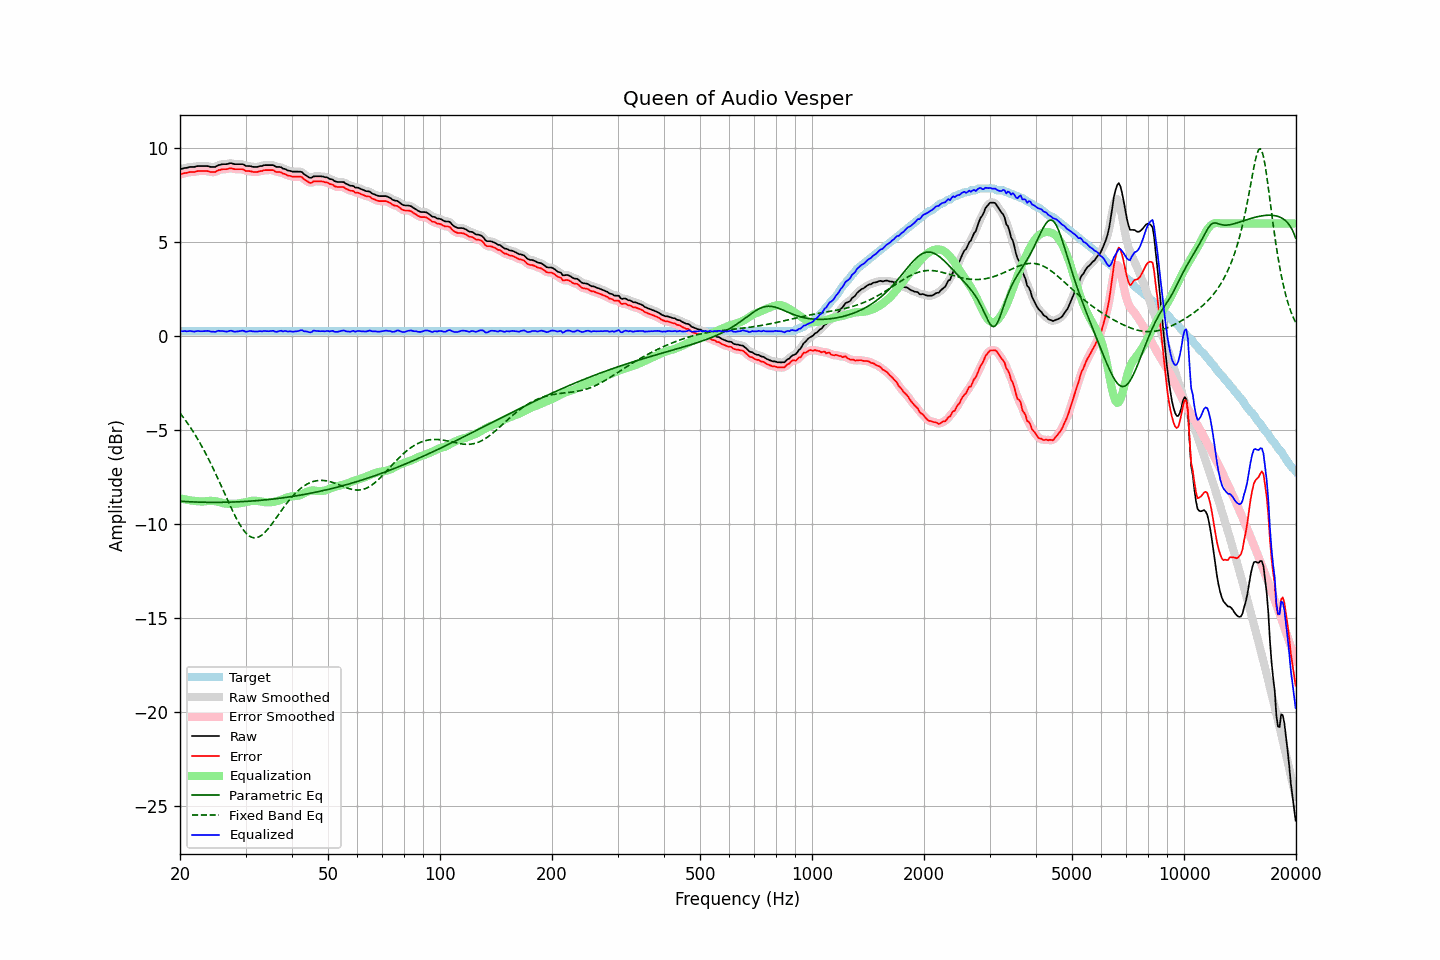 Queen of Audio Vesper
Amplitude (dBr)
10
5
0
−5
−10
−15
−20
−25
Target
Raw Smoothed
Error Smoothed
Raw
Error
Equalization
Parametric Eq
Fixed Band Eq
Equalized
20 50 100 200 500 1000 2000 5000 10000 20000
Frequency (Hz)